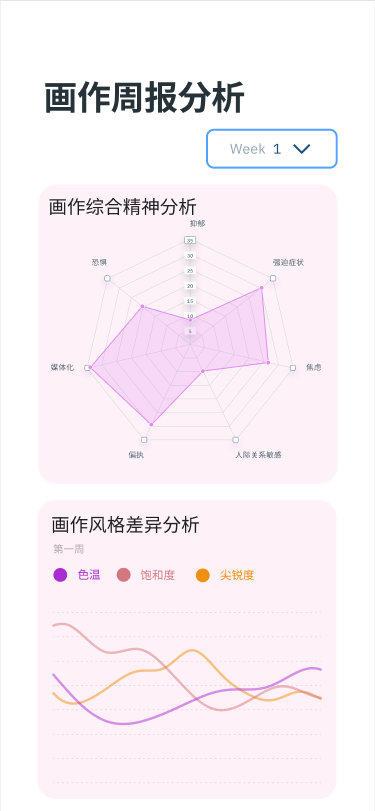 画作周报分析
Week 1
画作综合精神分析
抑郁
35
30
25
20
15
10
5
恐惧
强迫症状
媒体化
焦虑
偏执
人际关系敏感
画作风格差异分析
第一周
色温 饱和度 尖锐度